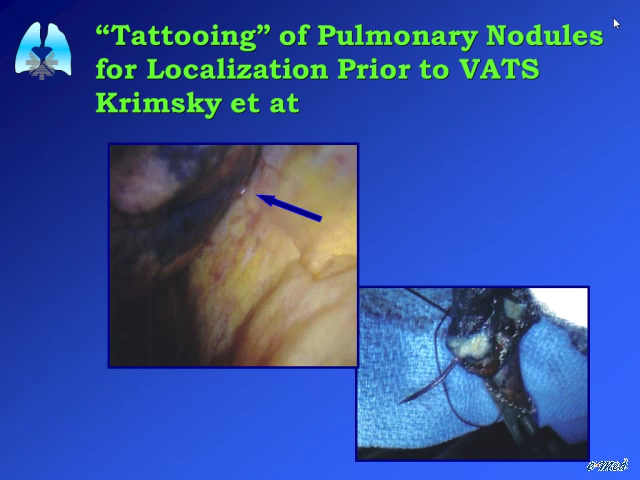 “Tattooing” of Pulmonary Nodules
for Localization Prior to VATS
Krimsky et at